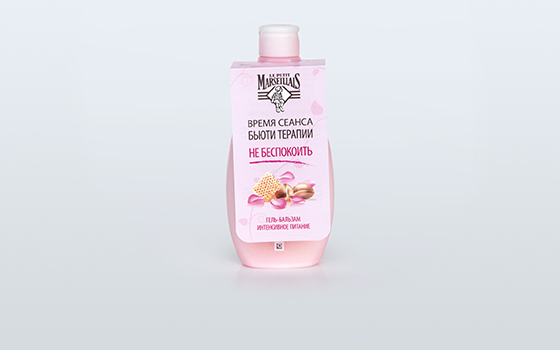 LE PETIT
MARSEILLAIS
ВРЕМЯ СЕАНСА
БЬЮТИ ТЕРАПИИ
НЕ БЕСПОКОИТЬ
ГЕЛЬ-БАЛЬЗАМ
ИНТЕНСИВНОЕ ПИТАНИЕ